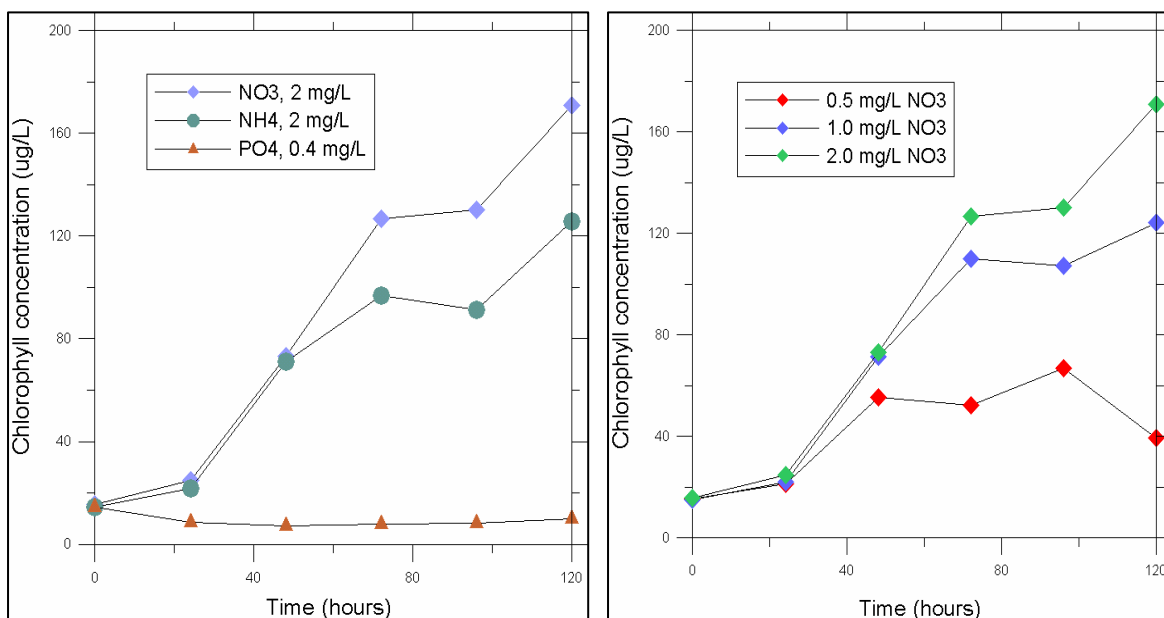 200
160
120
80
40
0
Chlorophyll concentration (ug/L)
NO3, 2 mg/L
NH4, 2 mg/L
PO4, 0.4 mg/L
0
40
80
120
Time (hours)
200
160
120
80
40
0
Chlorophyll concentration (ug/L)
0.5 mg/L NO3
1.0 mg/L NO3
2.0 mg/L NO3
0
40
80
120
Time (hours)